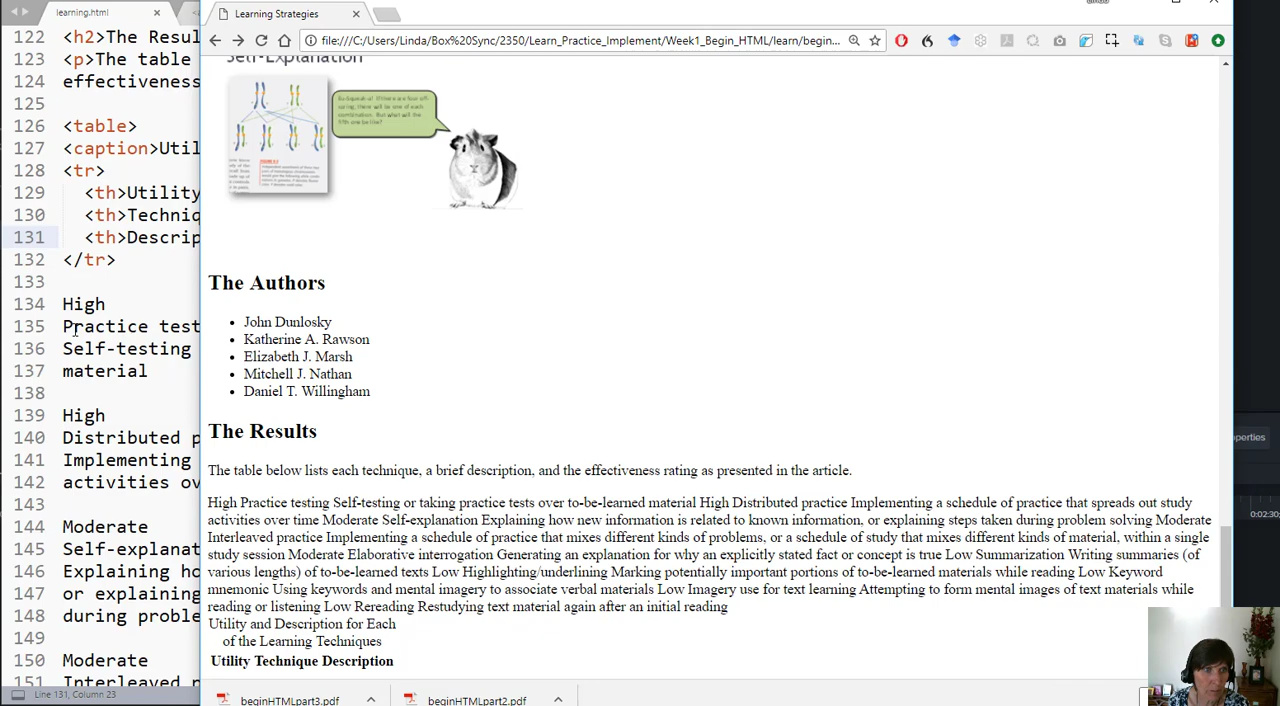 learning.html
Learning Strategies
file:///C:/Users/Linda/Box%20Sync/2350/Learn_Practice_Implement/Week1_Begin_HTML/learn/begin...
122 <h2>The Resul
123 <p>The table
124 effectiveness
125
126 <table>
127 <caption>Util
128 <tr>
129 <th>Utility
130 <th>Techniq
131 <th>Descrip
132 </tr>
133
134 High
135 Practice test
136 Self-testing
137 material
138
139 High
140 Distributed p
141 Implementing
142 activities ov
143
144 Moderate
145 Self-explanat
146 Explaining ho
147 or explaining
148 during proble
149
150 Moderate
151 Interleaved p
Line 131, Column 23
Self-Explanation
The Authors
• John Dunlosky
• Katherine A. Rawson
• Elizabeth J. Marsh
• Mitchell J. Nathan
• Daniel T. Willingham
The Results
The table below lists each technique, a brief description, and the effectiveness rating as presented in the article.
High Practice testing Self-testing or taking practice tests over to-be-learned material High Distributed practice Implementing a schedule of practice that spreads out study
activities over time Moderate Self-explanation Explaining how new information is related to known information, or explaining steps taken during problem solving Moderate
Interleaved practice Implementing a schedule of practice that mixes different kinds of problems, or a schedule of study that mixes different kinds of material, within a single
study session Moderate Elaborative interrogation Generating an explanation for why an explicitly stated fact or concept is true Low Summarization Writing summaries (of
various lengths) of to-be-learned texts Low Highlighting/underlining Marking potentially important portions of to-be-learned materials while reading Low Keyword
mnemonic Using keywords and mental imagery to associate verbal materials Low Imagery use for text learning Attempting to form mental images of text materials while
reading or listening Low Rereading Restudying text material again after an initial reading
Utility and Description for Each
of the Learning Techniques
Utility Technique Description
beginHTMLpart3.pdf
beginHTMLpart2.pdf
operties
0:02:30;